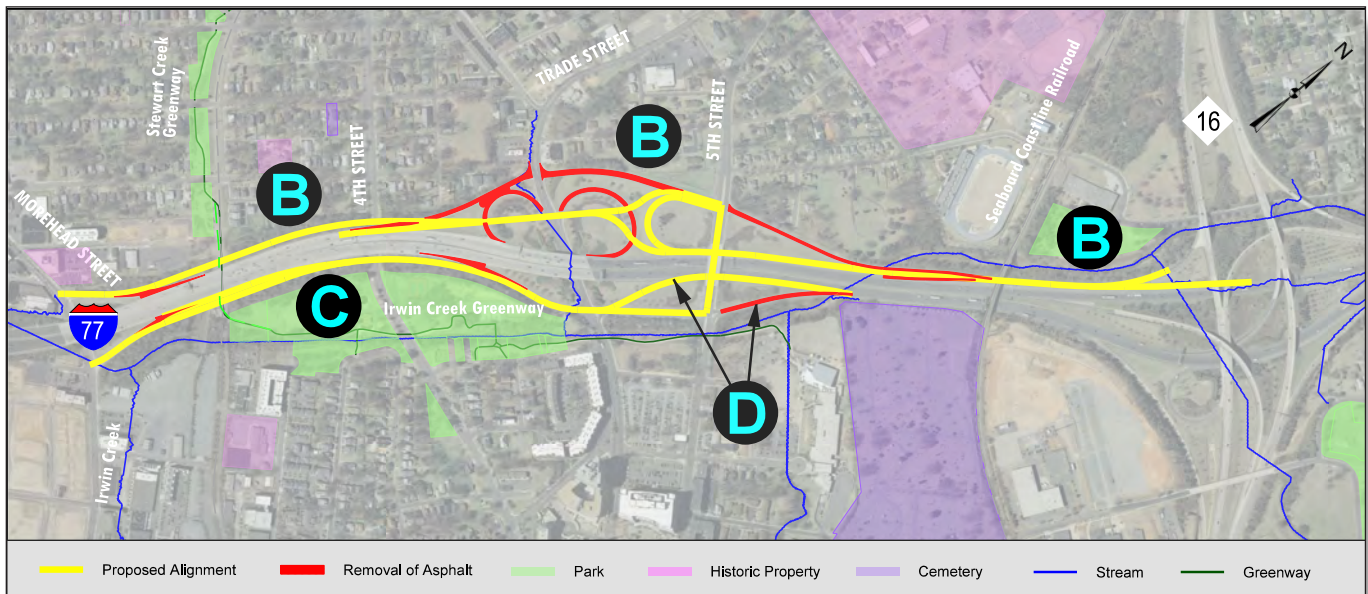 TRADE STREET
Stewart Creek
Greenway
4TH STREET
B
B
5TH STREET
Seaboard Coastline Railroad
16
N
MOREHEAD STREET
B
77
C
Irwin Creek Greenway
D
Irwin Creek
Proposed Alignment
Removal of Asphalt
Park
Historic Property
Cemetery
Stream
Greenway